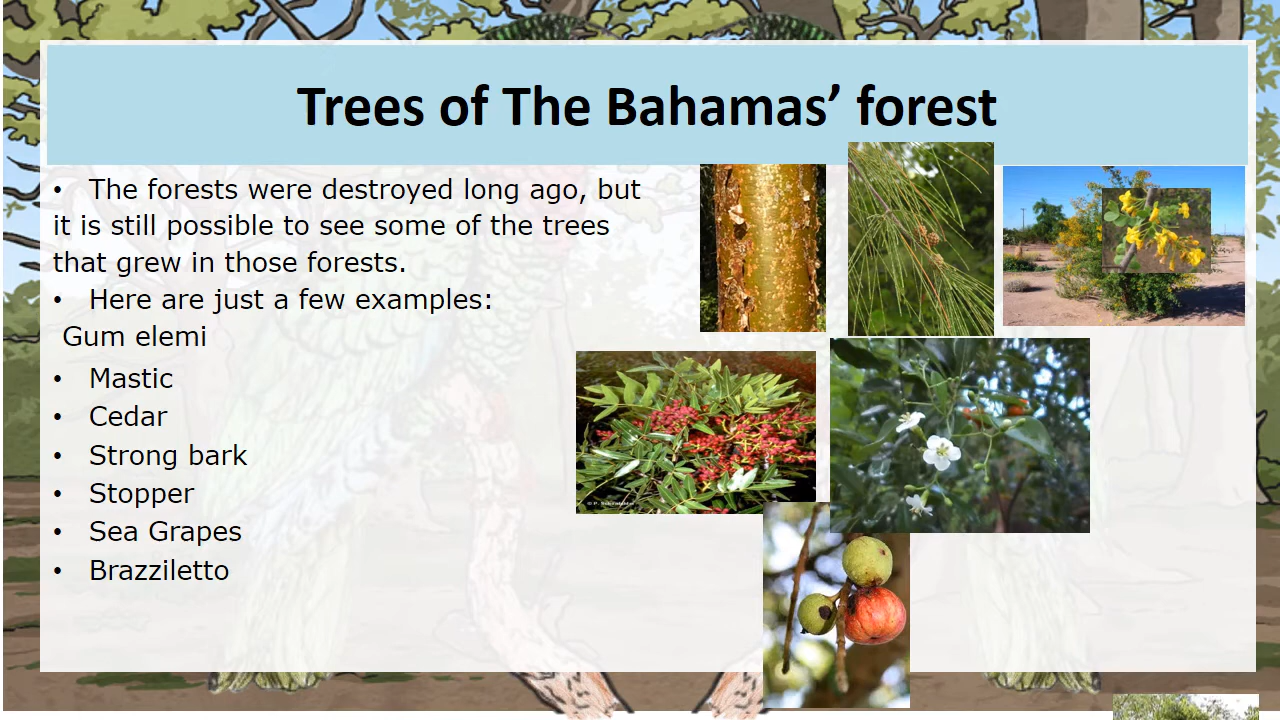 Trees of The Bahamas’ forest
• The forests were destroyed long ago, but
it is still possible to see some of the trees
that grew in those forests.
• Here are just a few examples:
Gum elemi
• Mastic
• Cedar
• Strong bark
• Stopper
• Sea Grapes
• Brazziletto